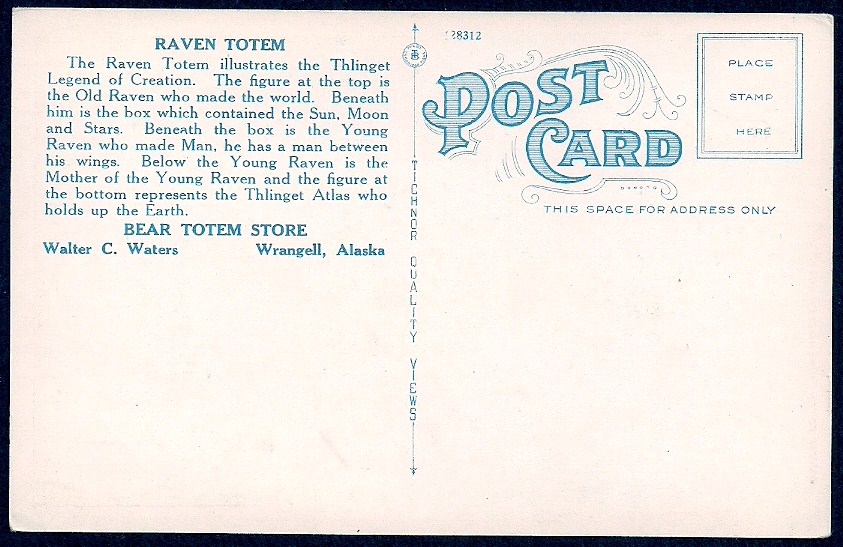 RAVEN TOTEM
The Raven Totem illustrates the Thlinget
Legend of Creation. The figure at the top is
the Old Raven who made the world. Beneath
him is the box which contained the Sun, Moon
and Stars. Beneath the box is the Young
Raven who made Man, he has a man between
his wings. Below the Young Raven is the
Mother of the Young Raven and the figure at
the bottom represents the Thlinget Atlas who
holds up the Earth.
BEAR TOTEM STORE
Walter C. Waters Wrangell, Alaska
TICHNOR QUALITY VIEWS
28312
POST
CARD
THIS SPACE FOR ADDRESS ONLY
PLACE
STAMP
HERE